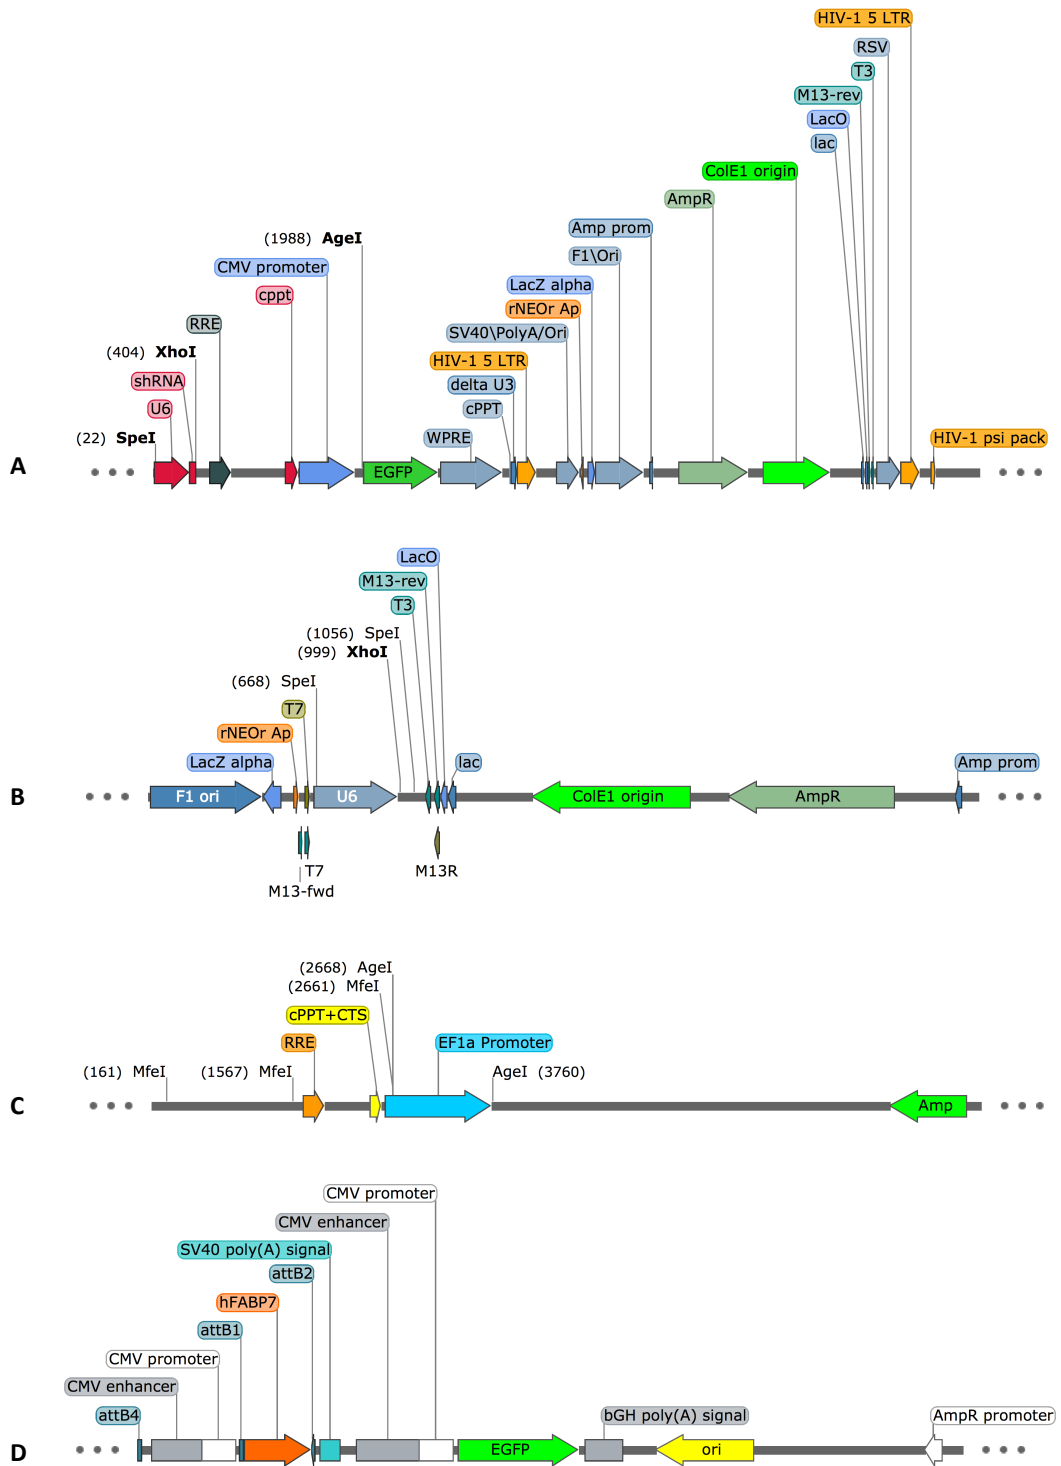 HIV-1 5 LTR
RSV
T3
M13-rev
LacO
lac
ColE1 origin
AmpR
Amp prom
(1988) AgeI
F1\Ori
CMV promoter
LacZ alpha
cppt
rNEOr Ap
RRE
SV40\PolyA/Ori
(404) XhoI
HIV-1 5 LTR
shRNA
delta U3
U6
cPPT
(22) SpeI
WPRE
HIV-1 psi pack
A
EGFP
LacO
M13-rev
T3
(1056) SpeI
(999) XhoI
(668) SpeI
T7
rNEOr Ap
LacZ alpha
lac
Amp prom
B
F1 ori
U6
ColE1 origin
AmpR
T7
M13R
M13-fwd
(2668) AgeI
(2661) MfeI
cPPT+CTS
RRE
EF1a Promoter
(161) MfeI
(1567) MfeI
AgeI (3760)
C
Amp
CMV promoter
CMV enhancer
SV40 poly(A) signal
attB2
hFABP7
attB1
CMV promoter
CMV enhancer
attB4
bGH poly(A) signal
AmpR promoter
D
EGFP
ori